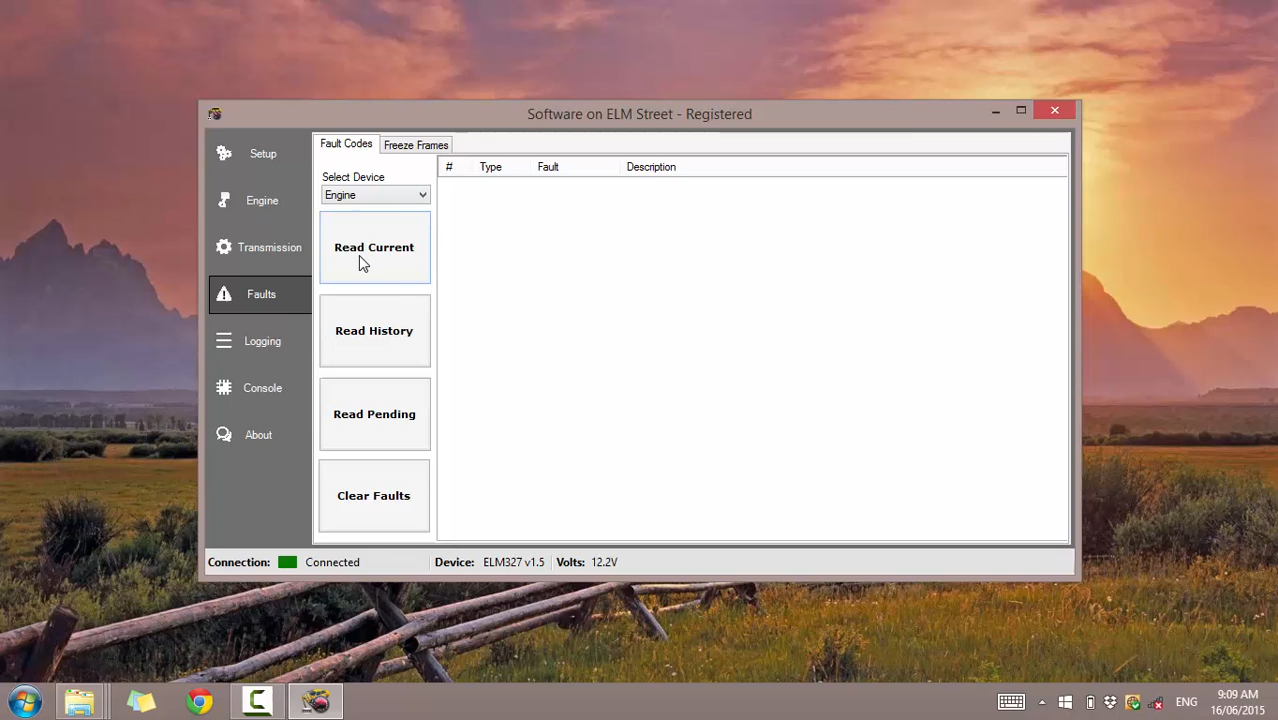 Software on ELM Street - Registered
Setup
Engine
Transmission
Faults
Logging
Console
About
Fault Codes
Freeze Frames
Select Device
Engine
Read Current
Read History
Read Pending
Clear Faults
# Type Fault Description
Connection: Connected Device: ELM327 v1.5 Volts: 12.2V
ENG
9:09 AM
16/06/2015